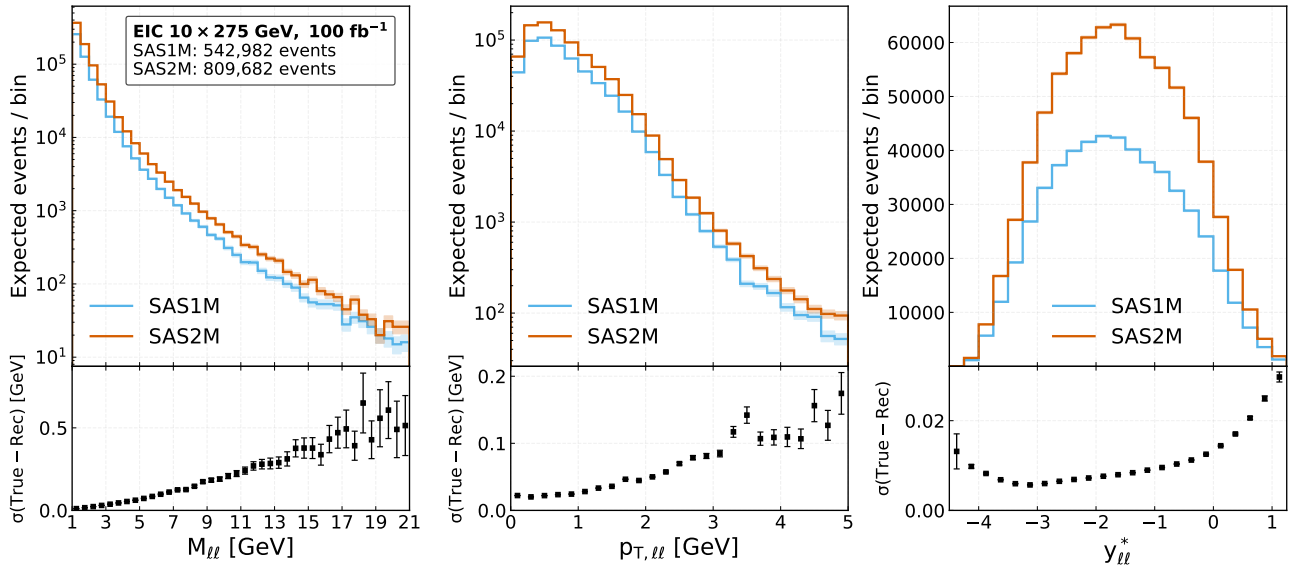 EIC 10 × 275 GeV, 100 fb⁻¹
SAS1M: 542,982 events
SAS2M: 809,682 events
Expected events / bin
10⁵
10⁴
10³
10²
10¹
SAS1M
SAS2M
σ(True−Rec) [GeV]
0.5
0.0
1 3 5 7 9 11 13 15 17 19 21
M_ℓℓ [GeV]
Expected events / bin
10⁵
10⁴
10³
10²
SAS1M
SAS2M
σ(True−Rec) [GeV]
0.2
0.1
0.0
0 1 2 3 4 5
p_T,ℓℓ [GeV]
Expected events / bin
60000
50000
40000
30000
20000
10000
SAS1M
SAS2M
σ(True−Rec)
0.02
0.00
−4 −3 −2 −1 0 1
y*_ℓℓ